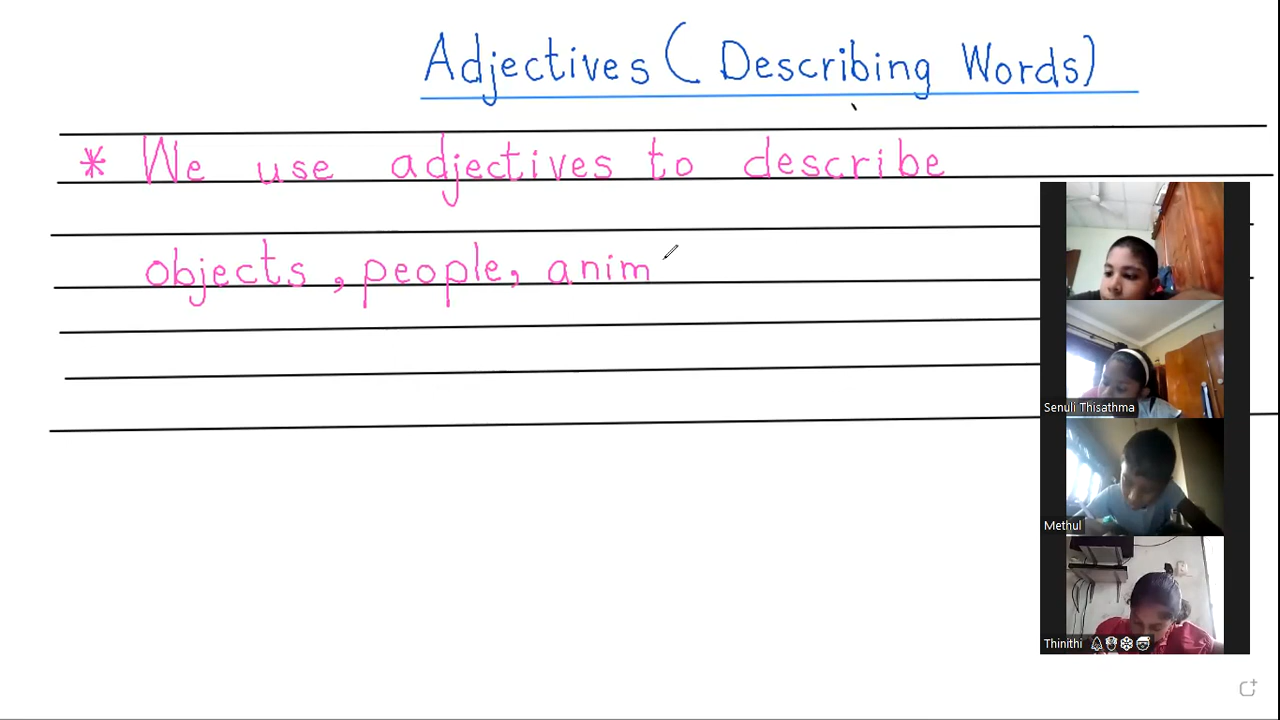 Adjectives ( Describing Words)
* We use adjectives to describe
objects, people, anim
Senuli Thisathma
Methul
Thinithi